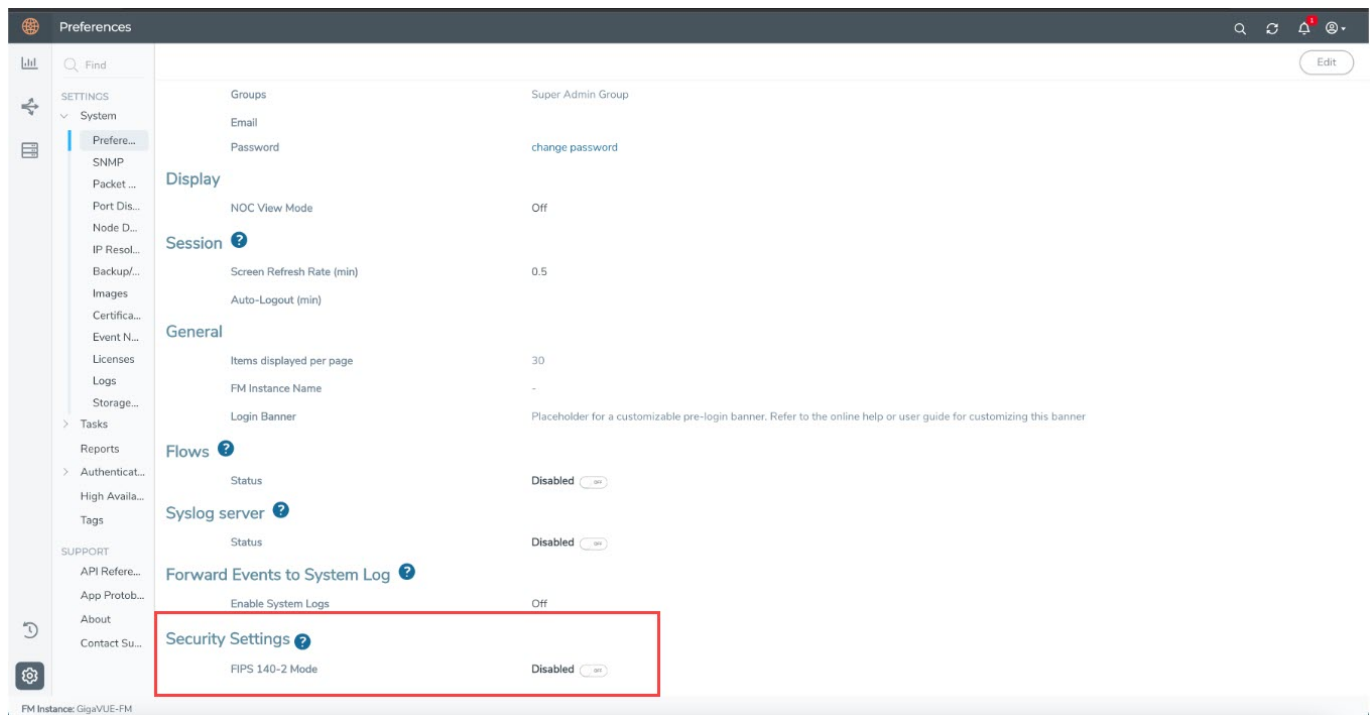 Preferences
1
Find
Edit
SETTINGS
System
Prefere...
SNMP
Packet ...
Port Dis...
Node D...
IP Resol...
Backup/...
Images
Certifica...
Event N...
Licenses
Logs
Storage...
Tasks
Reports
Authenticat...
High Availa...
Tags
SUPPORT
API Refere...
App Protob...
About
Contact Su...
Groups Super Admin Group
Email
Password change password
Display
NOC View Mode Off
Session ?
Screen Refresh Rate (min) 0.5
Auto-Logout (min)
General
Items displayed per page 30
FM Instance Name -
Login Banner Placeholder for a customizable pre-login banner. Refer to the online help or user guide for customizing this banner
Flows ?
Status Disabled OFF
Syslog server ?
Status Disabled OFF
Forward Events to System Log ?
Enable System Logs Off
Security Settings ?
FIPS 140-2 Mode Disabled OFF
FM Instance: GigaVUE-FM